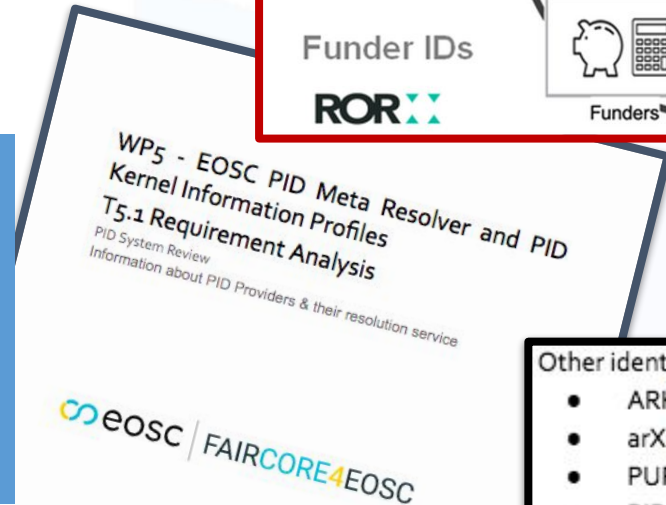 Funder IDs
ROR
Funders
WP5 - EOSC PID Meta Resolver and PID
Kernel Information Profiles
T5.1 Requirement Analysis
PID System Review
Information about PID Providers & their resolution service
eosc | FAIRCORE4EOSC
Other ident